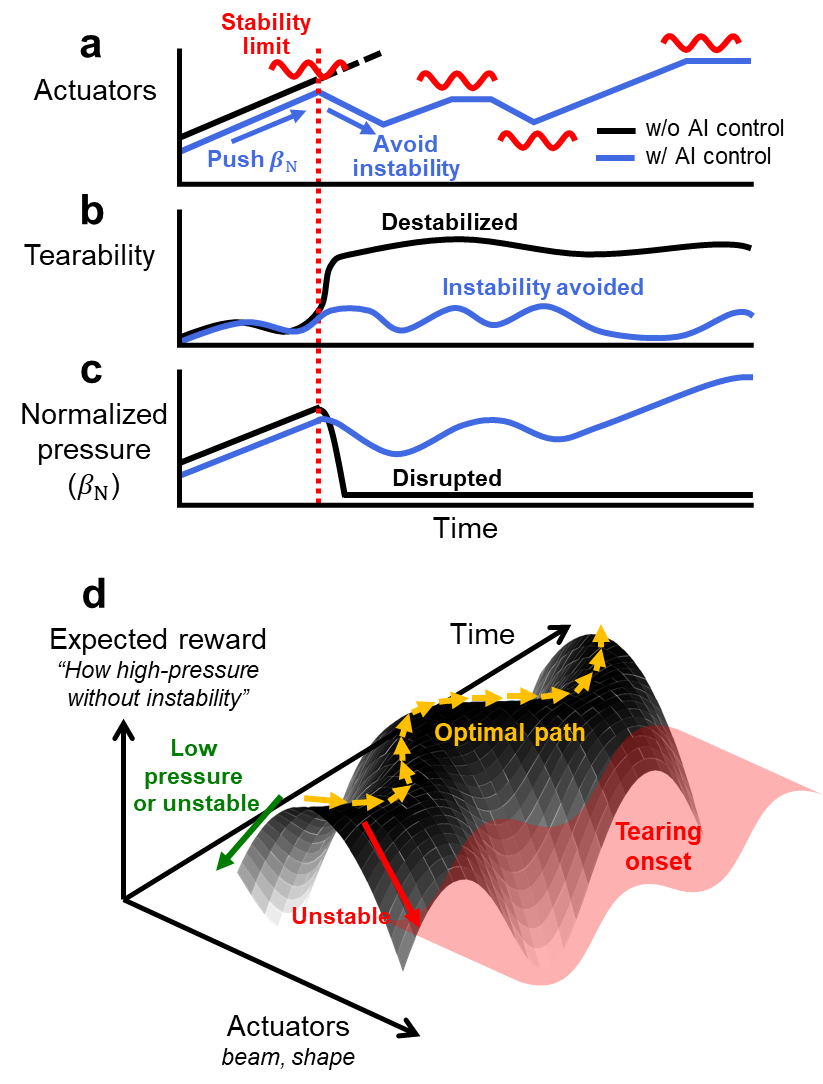 a
Stability
limit
Actuators
Push βN
Avoid
instability
w/o AI control
w/ AI control
b
Tearability
Destabilized
Instability avoided
c
Normalized
pressure
(βN)
Disrupted
Time
d
Expected reward
“How high-pressure
without instability”
Time
Low
pressure
or unstable
Optimal path
Tearing
onset
Unstable
Actuators
beam, shape